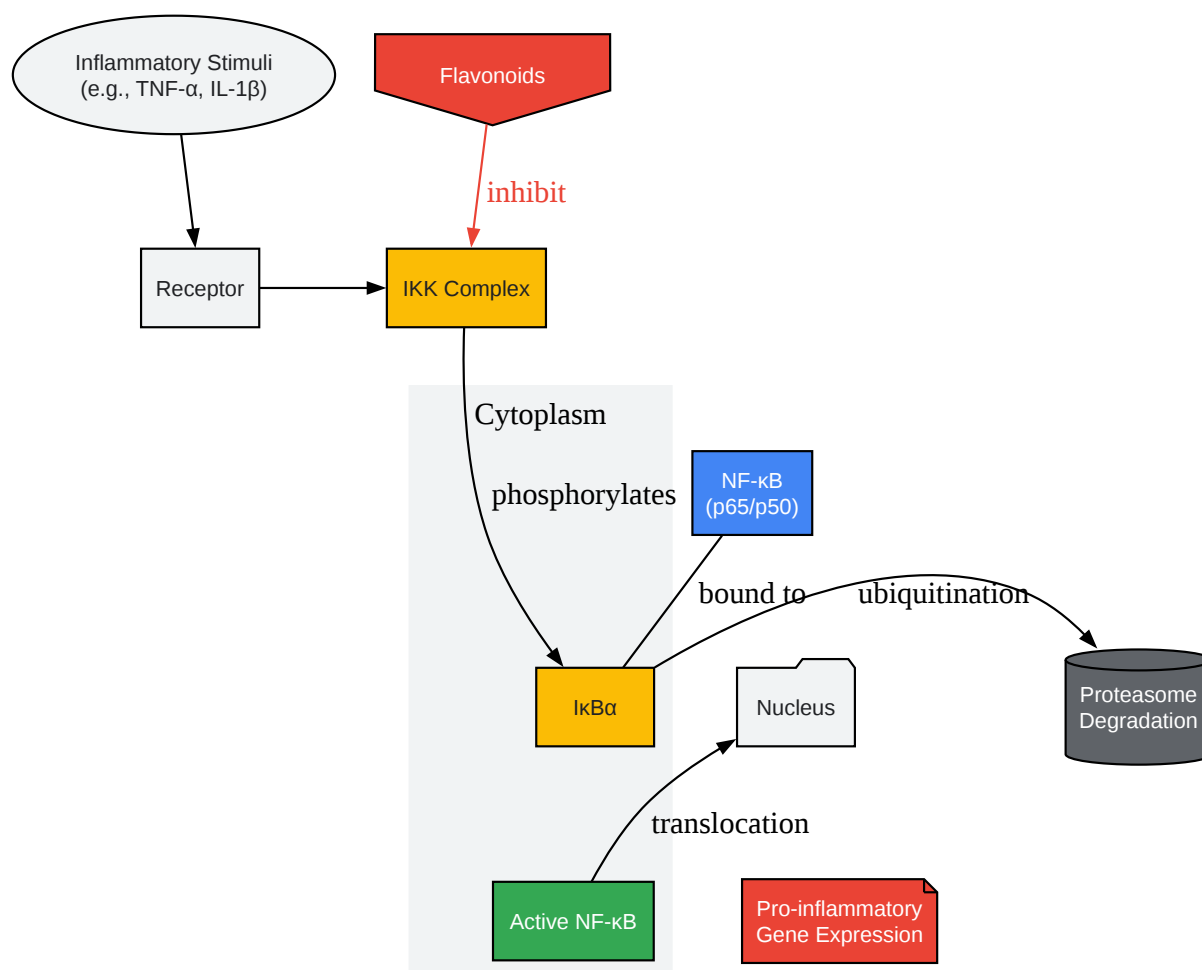 Inflammatory Stimuli
(e.g., TNF-α, IL-1β)
Flavonoids
inhibit
Receptor
IKK Complex
Cytoplasm
phosphorylates
NF-κB
(p65/p50)
bound to
ubiquitination
IκBα
Nucleus
Proteasome
Degradation
translocation
Active NF-κB
Pro-inflammatory
Gene Expression